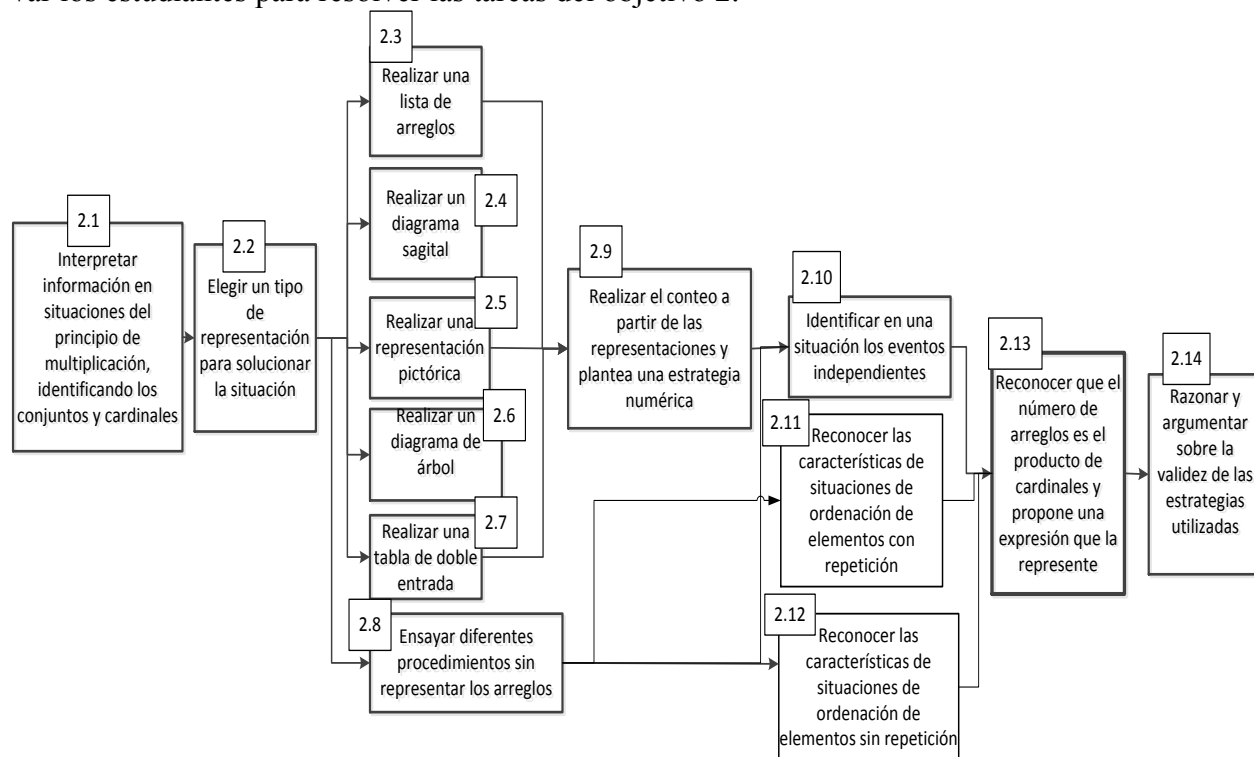 var los estudiantes para resolver las tareas del objetivo 2.
2.1
Interpretar
información en
situaciones del
principio de
multiplicación,
identificando los
conjuntos y cardinales
2.2
Elegir un tipo
de
representación
para solucionar
la situación
2.3
Realizar una
lista de
arreglos
2.4
Realizar un
diagrama
sagital
2.5
Realizar una
representación
pictórica
2.6
Realizar un
diagrama de
árbol
2.7
Realizar una
tabla de doble
entrada
2.8
Ensayar diferentes
procedimientos sin
representar los arreglos
2.9
Realizar el conteo a
partir de las
representaciones y
plantea una estrategia
numérica
2.10
Identificar en una
situación los eventos
independientes
2.11
Reconocer las
características de
situaciones de
ordenación de
elementos con
repetición
2.12
Reconocer las
características de
situaciones de
ordenación de
elementos sin repetición
2.13
Reconocer que el
número de
arreglos es el
producto de
cardinales y
propone una
expresión que la
represente
2.14
Razonar y
argumentar
sobre la
validez de las
estrategias
utilizadas